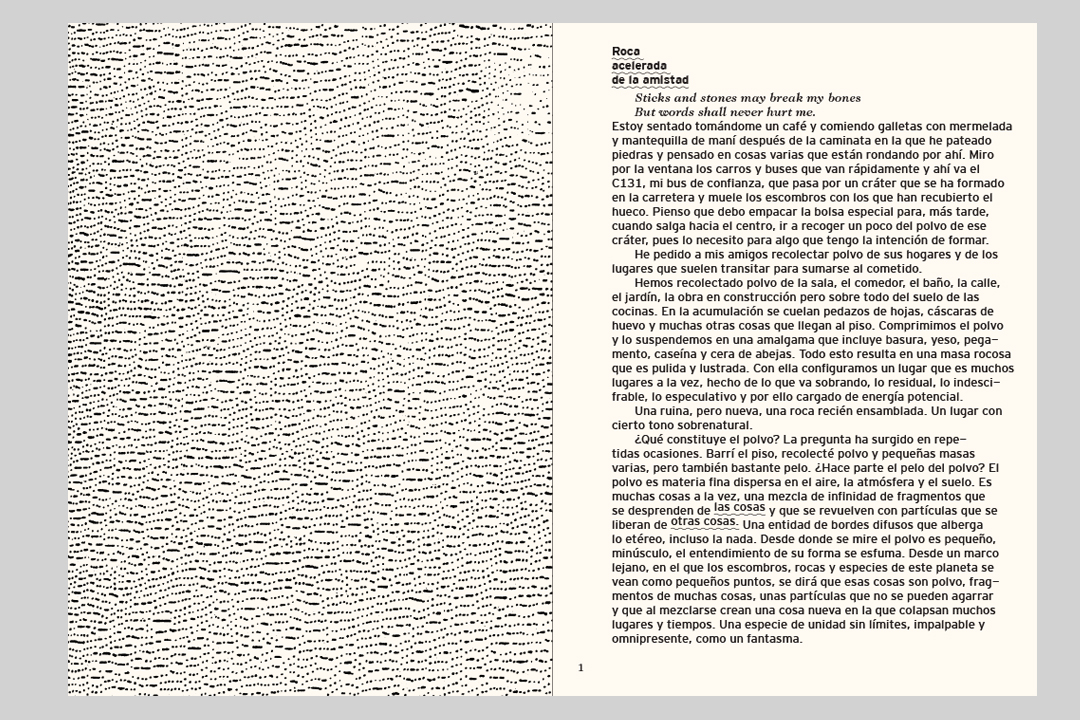 Roca
acelerada
de la amistad
Sticks and stones may break my bones
But words shall never hurt me.
Estoy sentado tomándome un café y comiendo galletas con mermelada
y mantequilla de maní después de la caminata en la que he pateado
piedras y pensado en cosas varias que están rondando por ahí. Miro
por la ventana los carros y buses que van rápidamente y ahí va el
C131, mi bus de confianza, que pasa por un cráter que se ha formado
en la carretera y muele los escombros con los que han recubierto el
hueco. Pienso que debo empacar la bolsa especial para, más tarde,
cuando salga hacia el centro, ir a recoger un poco del polvo de ese
cráter, pues lo necesito para algo que tengo la intención de formar.
He pedido a mis amigos recolectar polvo de sus hogares y de los
lugares que suelen transitar para sumarse al cometido.
Hemos recolectado polvo de la sala, el comedor, el baño, la calle,
el jardín, la obra en construcción pero sobre todo del suelo de las
cocinas. En la acumulación se cuelan pedazos de hojas, cáscaras de
huevo y muchas otras cosas que llegan al piso. Comprimimos el polvo
y lo suspendemos en una amalgama que incluye basura, yeso, pega–
mento, caseína y cera de abejas. Todo esto resulta en una masa rocosa
que es pulida y lustrada. Con ella configuramos un lugar que es muchos
lugares a la vez, hecho de lo que va sobrando, lo residual, lo indesci–
frable, lo especulativo y por ello cargado de energía potencial.
Una ruina, pero nueva, una roca recién ensamblada. Un lugar con
cierto tono sobrenatural.
¿Qué constituye el polvo? La pregunta ha surgido en repe–
tidas ocasiones. Barrí el piso, recolecté polvo y pequeñas masas
varias, pero también bastante pelo. ¿Hace parte el pelo del polvo? El
polvo es materia fina dispersa en el aire, la atmósfera y el suelo. Es
muchas cosas a la vez, una mezcla de infinidad de fragmentos que
se desprenden de las cosas y que se revuelven con partículas que se
liberan de otras cosas. Una entidad de bordes difusos que alberga
lo etéreo, incluso la nada. Desde donde se mire el polvo es pequeño,
minúsculo, el entendimiento de su forma se esfuma. Desde un marco
lejano, en el que los escombros, rocas y especies de este planeta se
vean como pequeños puntos, se dirá que esas cosas son polvo, frag–
mentos de muchas cosas, unas partículas que no se pueden agarrar
y que al mezclarse crean una cosa nueva en la que colapsan muchos
lugares y tiempos. Una especie de unidad sin límites, impalpable y
omnipresente, como un fantasma.
1